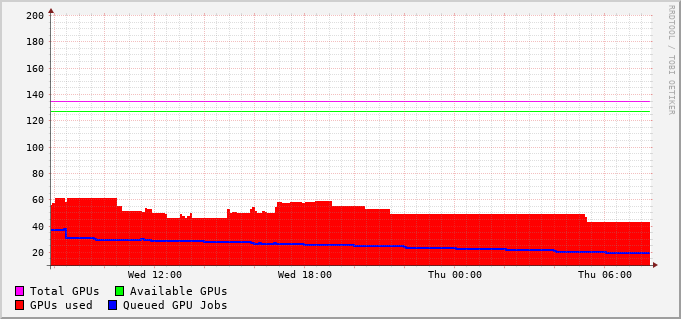 200
180
160
140
120
100
80
60
40
20
Wed 12:00 Wed 18:00 Thu 00:00 Thu 06:00
Total GPUs Available GPUs
GPUs used Queued GPU Jobs
RRDTOOL / TOBI OETIKER